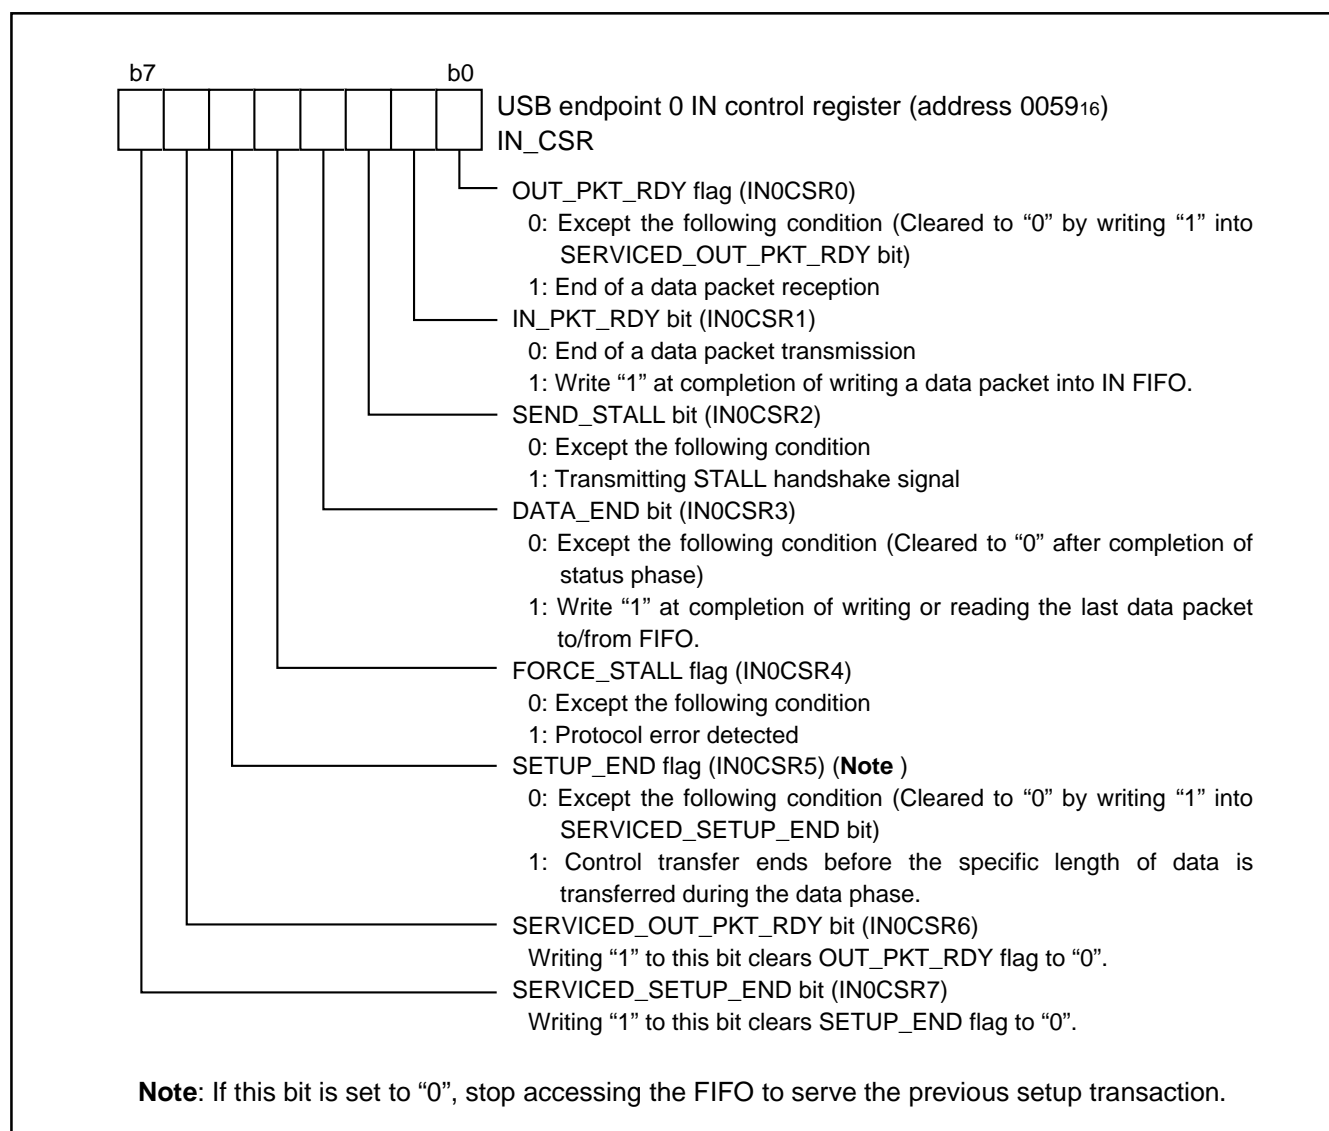 b7 b0
USB endpoint 0 IN control register (address 005916)
IN_CSR
OUT_PKT_RDY flag (IN0CSR0)
0: Except the following condition (Cleared to “0” by writing “1” into
SERVICED_OUT_PKT_RDY bit)
1: End of a data packet reception
IN_PKT_RDY bit (IN0CSR1)
0: End of a data packet transmission
1: Write “1” at completion of writing a data packet into IN FIFO.
SEND_STALL bit (IN0CSR2)
0: Except the following condition
1: Transmitting STALL handshake signal
DATA_END bit (IN0CSR3)
0: Except the following condition (Cleared to “0” after completion of
status phase)
1: Write “1” at completion of writing or reading the last data packet
to/from FIFO.
FORCE_STALL flag (IN0CSR4)
0: Except the following condition
1: Protocol error detected
SETUP_END flag (IN0CSR5) (Note )
0: Except the following condition (Cleared to “0” by writing “1” into
SERVICED_SETUP_END bit)
1: Control transfer ends before the specific length of data is
transferred during the data phase.
SERVICED_OUT_PKT_RDY bit (IN0CSR6)
Writing “1” to this bit clears OUT_PKT_RDY flag to “0”.
SERVICED_SETUP_END bit (IN0CSR7)
Writing “1” to this bit clears SETUP_END flag to “0”.
Note: If this bit is set to “0”, stop accessing the FIFO to serve the previous setup transaction.